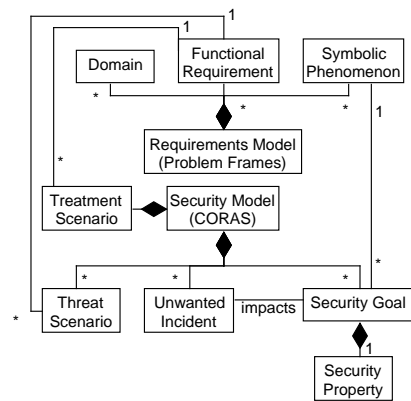 1
1
Domain
Functional
Requirement
Symbolic
Phenomenon
*
*
*
1
Requirements Model
(Problem Frames)
*
Treatment
Scenario
Security Model
(CORAS)
*
*
*
*
*
Threat
Scenario
Unwanted
Incident
impacts
Security Goal
1
Security
Property